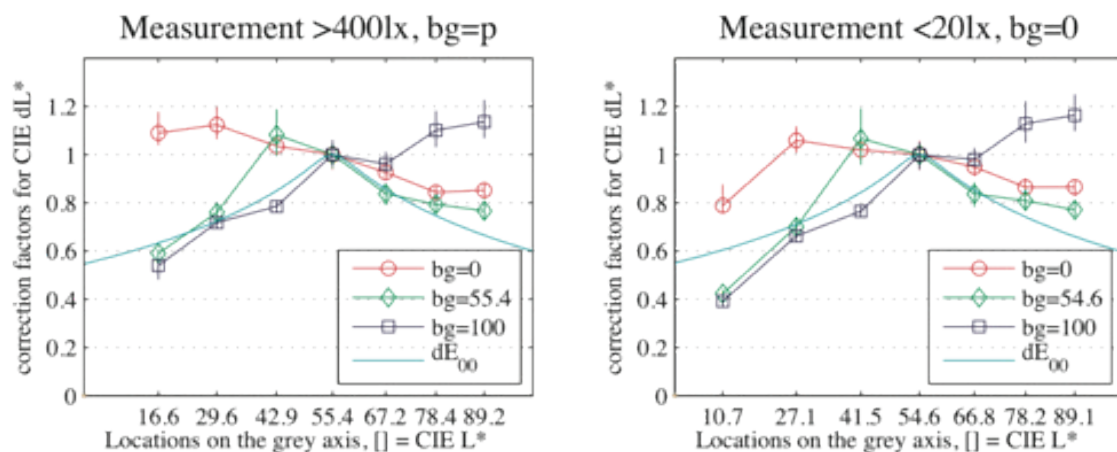 Measurement >400lx, bg=p
correction factors for CIE dL*
1.2
1
0.8
0.6
0.4
0.2
0
bg=0
bg=55.4
bg=100
dE00
16.6 29.6 42.9 55.4 67.2 78.4 89.2
Locations on the grey axis, [] = CIE L*
Measurement <20lx, bg=0
correction factors for CIE dL*
1.2
1
0.8
0.6
0.4
0.2
0
bg=0
bg=54.6
bg=100
dE00
10.7 27.1 41.5 54.6 66.8 78.2 89.1
Locations on the grey axis, [] = CIE L*